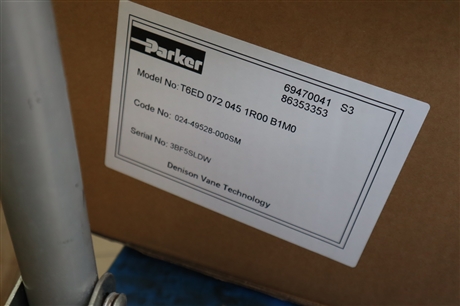 Parker
69470041 S3
86353353
Model No: T6ED 072 045 1R00 B1M0
Code No: 024-49528-000SM
Serial No: 3BF5SLDW
Denison Vane Technology